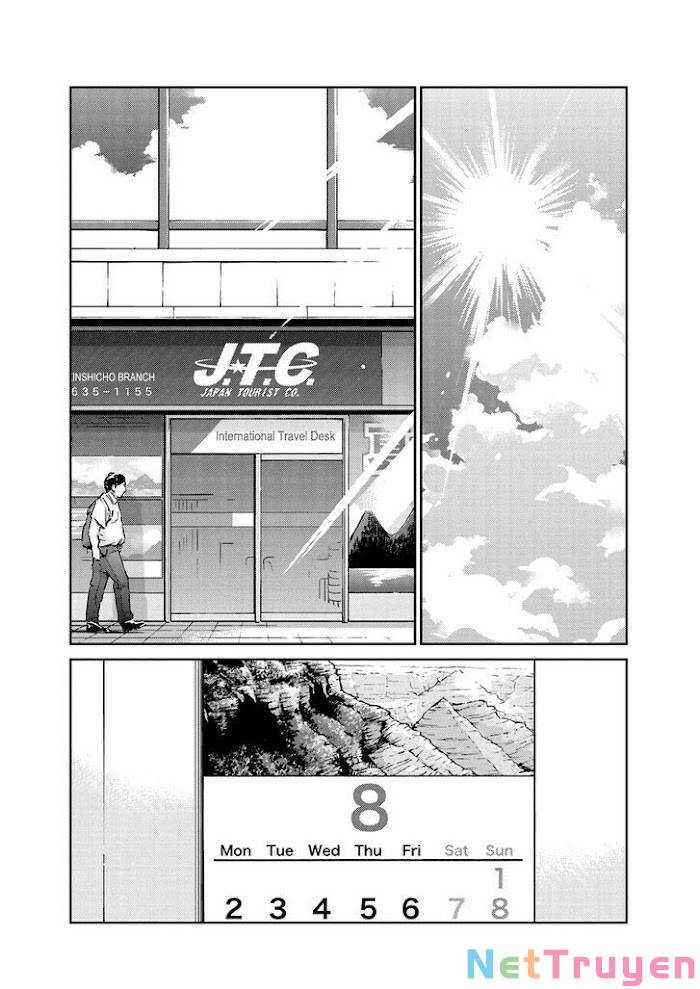 INSHICHO BRANCH
635-1155
J.T.C.
JAPAN TOURIST CO.
International Travel Desk
8
Mon Tue Wed Thu Fri Sat Sun
1
2 3 4 5 6 7 8
NetTruyen